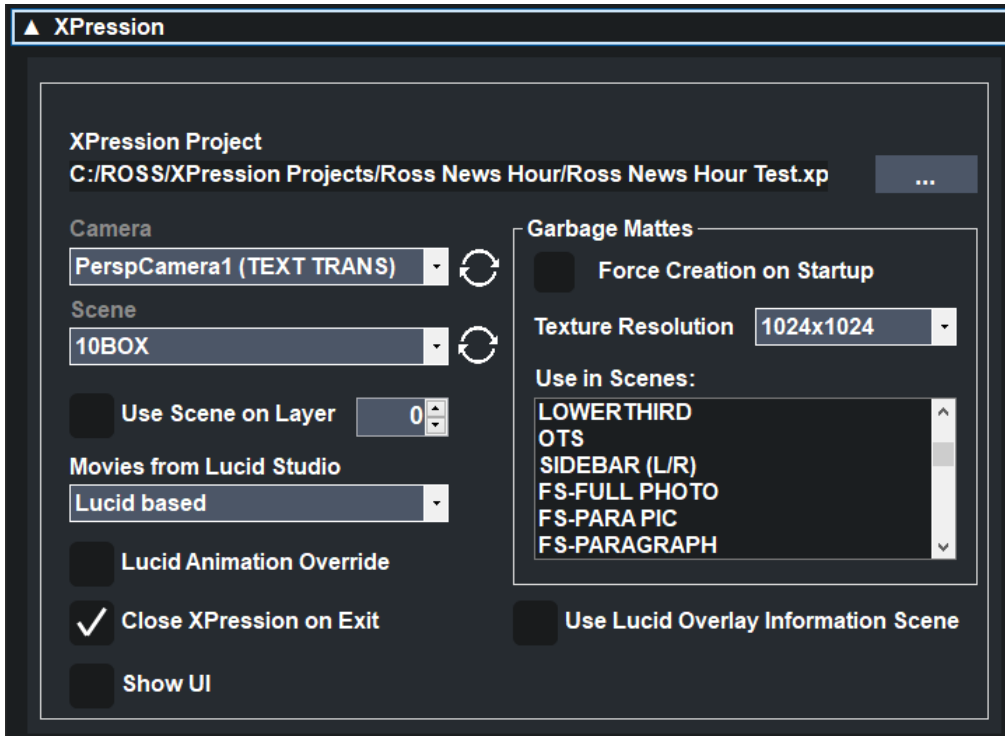 ▲ XPression
XPression Project
C:/ROSS/XPression Projects/Ross News Hour/Ross News Hour Test.xp
...
Camera
PerspCamera1 (TEXT TRANS)
Scene
10BOX
Use Scene on Layer 0
Movies from Lucid Studio
Lucid based
Lucid Animation Override
Close XPression on Exit
Show UI
Garbage Mattes
Force Creation on Startup
Texture Resolution 1024x1024
Use in Scenes:
LOWERTHIRD
OTS
SIDEBAR (L/R)
FS-FULL PHOTO
FS-PARA PIC
FS-PARAGRAPH
Use Lucid Overlay Information Scene